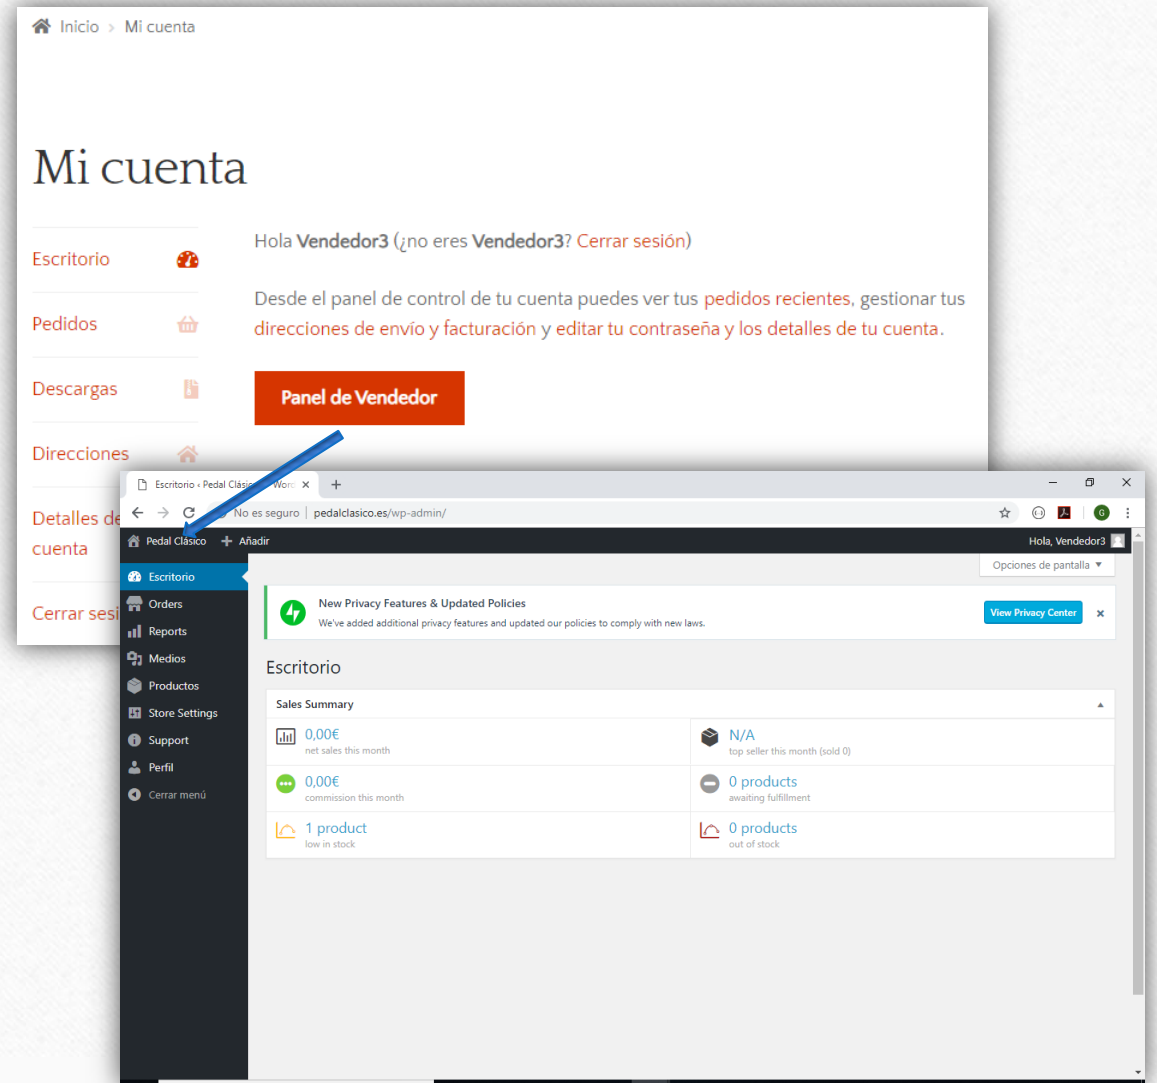 Inicio > Mi cuenta
Mi cuenta
Escritorio
Pedidos
Descargas
Direcciones
Detalles de
cuenta
Cerrar sesi
Hola Vendedor3 (¿no eres Vendedor3? Cerrar sesión)
Desde el panel de control de tu cuenta puedes ver tus pedidos recientes, gestionar tus
direcciones de envío y facturación y editar tu contraseña y los detalles de tu cuenta.
Panel de Vendedor
Escritorio ‹ Pedal Clásic
No es seguro | pedalclasico.es/wp-admin/
G
Pedal Clásico + Añadir
Hola, Vendedor3
Opciones de pantalla ▼
Escritorio
Orders
Reports
Medios
Productos
Store Settings
Support
Perfil
Cerrar menú
New Privacy Features & Updated Policies
We've added additional privacy features and updated our policies to comply with new laws.
View Privacy Center
Escritorio
Sales Summary
0,00€
net sales this month
N/A
top seller this month (sold 0)
0,00€
commission this month
0 products
awaiting fulfillment
1 product
low in stock
0 products
out of stock